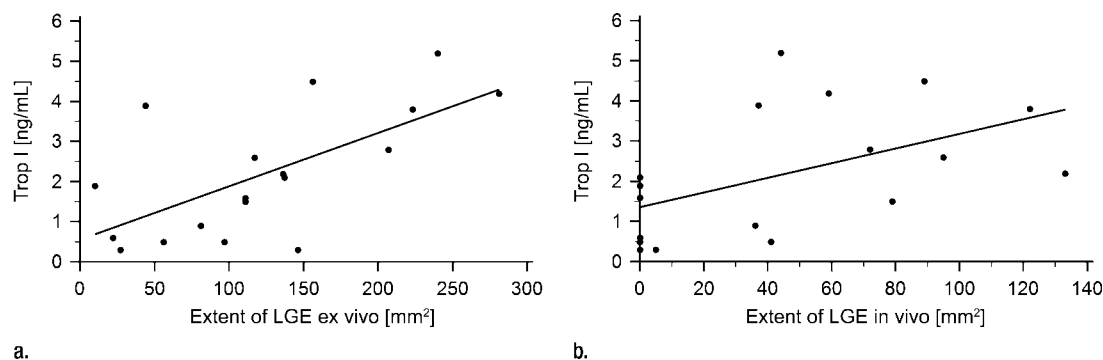 6
5
4
3
2
1
0
Trop I [ng/mL]
0 50 100 150 200 250 300
Extent of LGE ex vivo [mm²]
a.
6
5
4
3
2
1
0
Trop I [ng/mL]
0 20 40 60 80 100 120 140
Extent of LGE in vivo [mm²]
b.